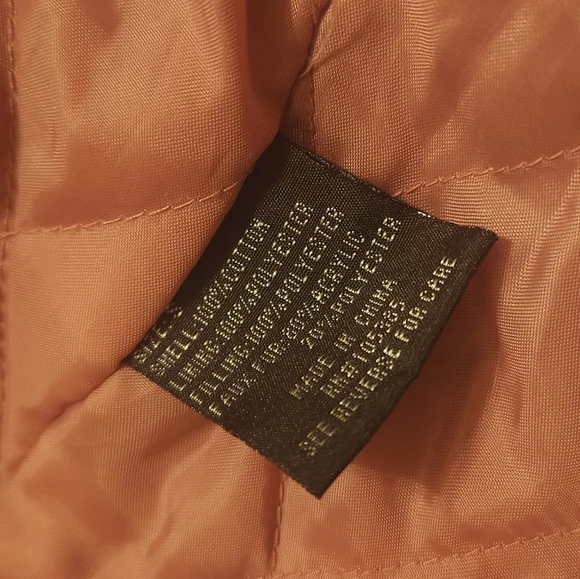 SHELL:100%COTTON
LINING:100%POLYESTER
FILLING:100%POLYESTER
FAUX FUR: 80%ACRYLIC
20%POLYESTER
MADE IN CHINA
RN#105385
SEE REVERSE FOR CARE